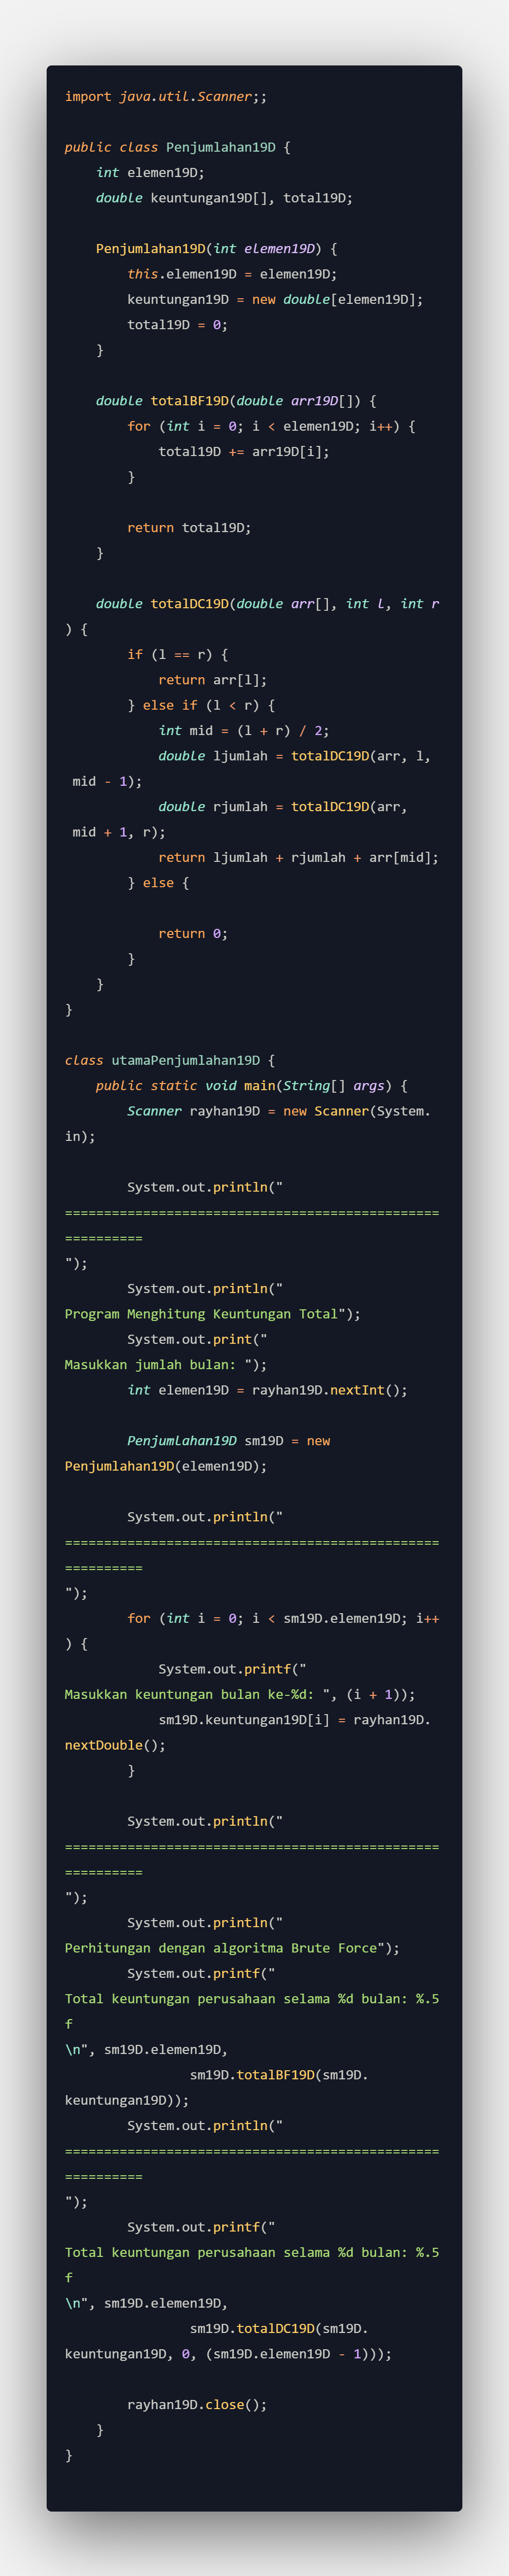 import java.util.Scanner;;

public class Penjumlahan19D {
    int elemen19D;
    double keuntungan19D[], total19D;

    Penjumlahan19D(int elemen19D) {
        this.elemen19D = elemen19D;
        keuntungan19D = new double[elemen19D];
        total19D = 0;
    }

    double totalBF19D(double arr19D[]) {
        for (int i = 0; i < elemen19D; i++) {
            total19D += arr19D[i];
        }

        return total19D;
    }

    double totalDC19D(double arr[], int l, int r
) {
        if (l == r) {
            return arr[l];
        } else if (l < r) {
            int mid = (l + r) / 2;
            double ljumlah = totalDC19D(arr, l,
 mid - 1);
            double rjumlah = totalDC19D(arr,
 mid + 1, r);
            return ljumlah + rjumlah + arr[mid];
        } else {

            return 0;
        }
    }
}

class utamaPenjumlahan19D {
    public static void main(String[] args) {
        Scanner rayhan19D = new Scanner(System.
in);

        System.out.println("
================================================
==========
");
        System.out.println("
Program Menghitung Keuntungan Total");
        System.out.print("
Masukkan jumlah bulan: ");
        int elemen19D = rayhan19D.nextInt();

        Penjumlahan19D sm19D = new
Penjumlahan19D(elemen19D);

        System.out.println("
================================================
==========
");
        for (int i = 0; i < sm19D.elemen19D; i++
) {
            System.out.printf("
Masukkan keuntungan bulan ke-%d: ", (i + 1));
            sm19D.keuntungan19D[i] = rayhan19D.
nextDouble();
        }

        System.out.println("
================================================
==========
");
        System.out.println("
Perhitungan dengan algoritma Brute Force");
        System.out.printf("
Total keuntungan perusahaan selama %d bulan: %.5
f
\n", sm19D.elemen19D,
                sm19D.totalBF19D(sm19D.
keuntungan19D));
        System.out.println("
================================================
==========
");
        System.out.printf("
Total keuntungan perusahaan selama %d bulan: %.5
f
\n", sm19D.elemen19D,
                sm19D.totalDC19D(sm19D.
keuntungan19D, 0, (sm19D.elemen19D - 1)));

        rayhan19D.close();
    }
}